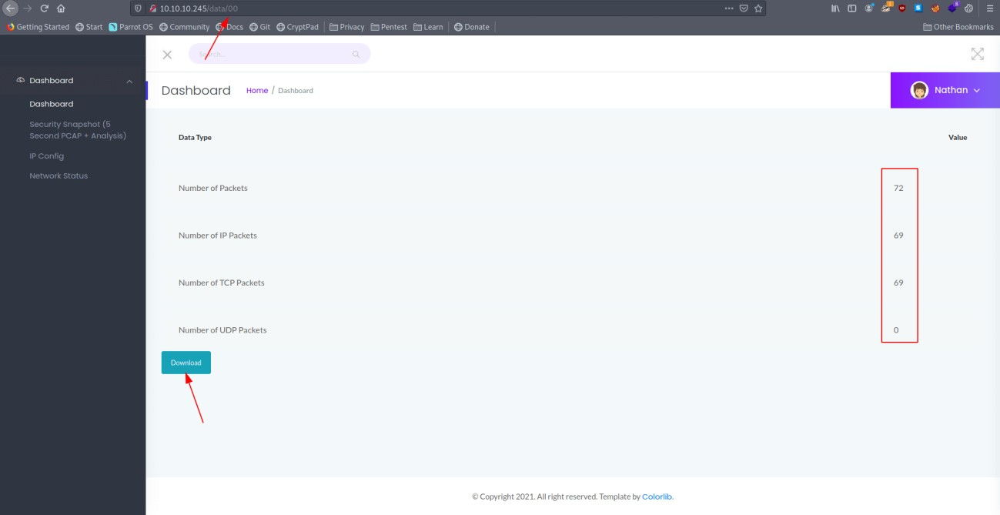 10.10.10.245/data/00
Getting Started Start Parrot OS Community Docs Git CryptPad Privacy Pentest Learn Donate Other Bookmarks
Search...
Dashboard
Dashboard
Security Snapshot (5
Second PCAP + Analysis)
IP Config
Network Status
Dashboard Home / Dashboard
Nathan
Data Type Value
Number of Packets 72
Number of IP Packets 69
Number of TCP Packets 69
Number of UDP Packets 0
Download
© Copyright 2021. All right reserved. Template by Colorlib.